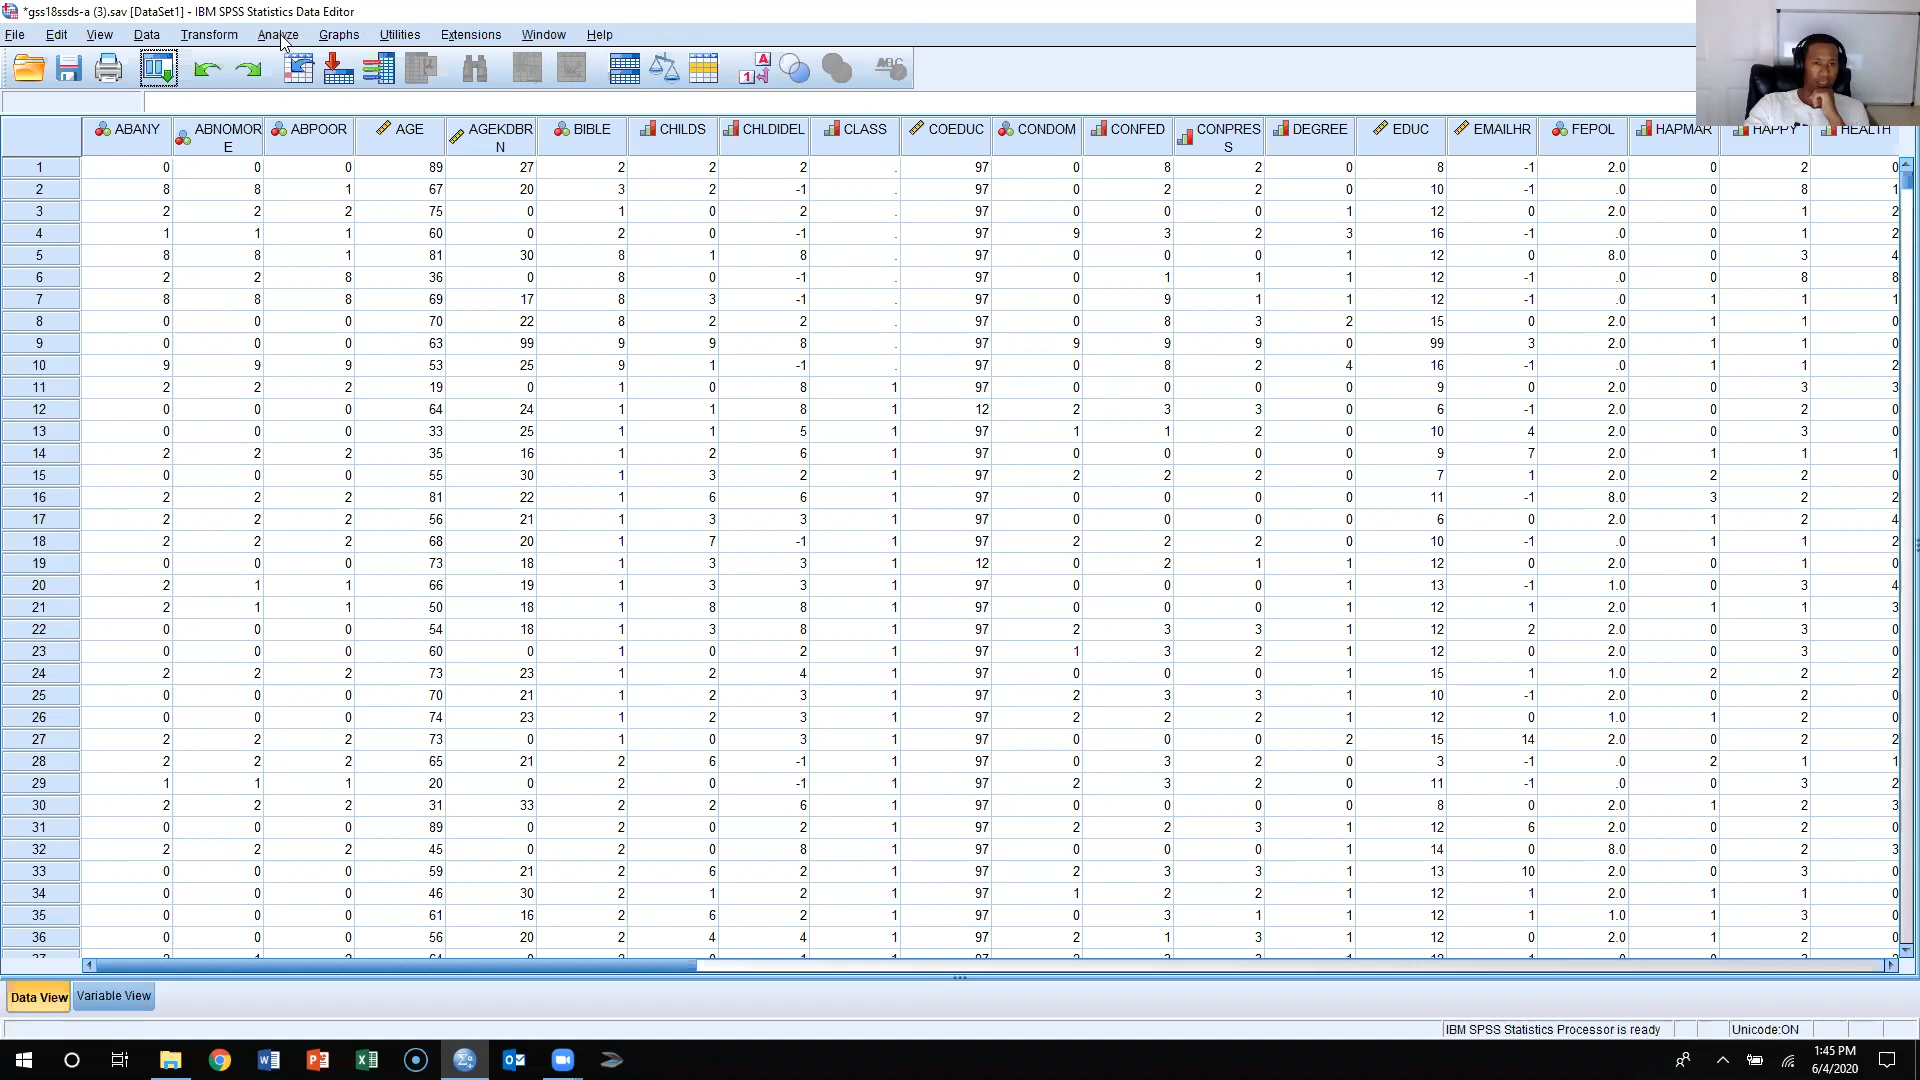 *gss18ssds-a (3).sav [DataSet1] - IBM SPSS Statistics Data Editor
File Edit View Data Transform Analyze Graphs Utilities Extensions Window Help
ABANY ABNOMORE ABPOOR AGE AGEKDBRN BIBLE CHILDS CHLDIDEL CLASS COEDUC CONDOM CONFED CONPRESS DEGREE EDUC EMAILHR FEPOL HAPMAR HAPPY HEALTH
1 0 0 0 89 27 2 2 2 . 97 0 8 2 0 8 -1 2.0 0 2 0
2 8 8 1 67 20 3 2 -1 . 97 0 2 2 0 10 -1 .0 0 8 1
3 2 2 2 75 0 1 0 2 . 97 0 0 0 1 12 0 2.0 0 1 2
4 1 1 1 60 0 2 0 -1 . 97 9 3 2 3 16 -1 .0 0 1 2
5 8 8 1 81 30 8 1 8 . 97 0 0 0 1 12 0 8.0 0 3 4
6 2 2 8 36 0 8 0 -1 . 97 0 1 1 1 12 -1 .0 0 8 8
7 8 8 8 69 17 8 3 -1 . 97 0 9 1 1 12 -1 .0 1 1 1
8 0 0 0 70 22 8 2 2 . 97 0 8 3 2 15 0 2.0 1 1 0
9 0 0 0 63 99 9 9 8 . 97 9 9 9 0 99 3 2.0 1 1 0
10 9 9 9 53 25 9 1 -1 . 97 0 8 2 4 16 -1 .0 1 1 2
11 2 2 2 19 0 1 0 8 1 97 0 0 0 0 9 0 2.0 0 3 3
12 0 0 0 64 24 1 1 8 1 12 2 3 3 0 6 -1 2.0 0 2 0
13 0 0 0 33 25 1 1 5 1 97 1 1 2 0 10 4 2.0 0 3 0
14 2 2 2 35 16 1 2 6 1 97 0 0 0 0 9 7 2.0 1 1 1
15 0 0 0 55 30 1 3 2 1 97 2 2 2 0 7 1 2.0 2 2 0
16 2 2 2 81 22 1 6 6 1 97 0 0 0 0 11 -1 8.0 3 2 2
17 2 2 2 56 21 1 3 3 1 97 0 0 0 0 6 0 2.0 1 2 4
18 2 2 2 68 20 1 7 -1 1 97 2 2 2 0 10 -1 .0 1 1 2
19 0 0 0 73 18 1 3 3 1 12 0 2 1 1 12 0 2.0 0 1 0
20 2 1 1 66 19 1 3 3 1 97 0 0 0 1 13 -1 1.0 0 3 4
21 2 1 1 50 18 1 8 8 1 97 0 0 0 1 12 1 2.0 1 1 3
22 0 0 0 54 18 1 3 8 1 97 2 3 3 1 12 2 2.0 0 3 0
23 0 0 0 60 0 1 0 2 1 97 1 3 2 1 12 0 2.0 0 3 0
24 2 2 2 73 23 1 2 4 1 97 0 0 0 1 15 1 1.0 2 2 2
25 0 0 0 70 21 1 2 3 1 97 2 3 3 1 10 -1 2.0 0 2 0
26 0 0 0 74 23 1 2 3 1 97 2 2 2 1 12 0 1.0 1 2 0
27 2 2 2 73 0 1 0 3 1 97 0 0 0 2 15 14 2.0 0 2 2
28 2 2 2 65 21 2 6 -1 1 97 0 3 2 0 3 -1 .0 2 1 1
29 1 1 1 20 0 2 0 -1 1 97 2 3 2 0 11 -1 .0 0 3 2
30 2 2 2 31 33 2 2 6 1 97 0 0 0 0 8 0 2.0 1 2 3
31 0 0 0 89 0 2 0 2 1 97 2 2 3 1 12 6 2.0 0 2 0
32 2 2 2 45 0 2 0 8 1 97 0 0 0 1 14 0 8.0 0 2 3
33 0 0 0 59 21 2 6 2 1 97 2 3 3 1 13 10 2.0 0 3 0
34 0 0 0 46 30 2 1 2 1 97 1 2 2 1 12 1 2.0 1 1 0
35 0 0 0 61 16 2 6 2 1 97 0 3 1 1 12 1 1.0 1 3 0
36 0 0 0 56 20 2 4 4 1 97 2 1 3 1 12 0 2.0 1 2 0
Data View Variable View
IBM SPSS Statistics Processor is ready Unicode:ON
1:45 PM
6/4/2020